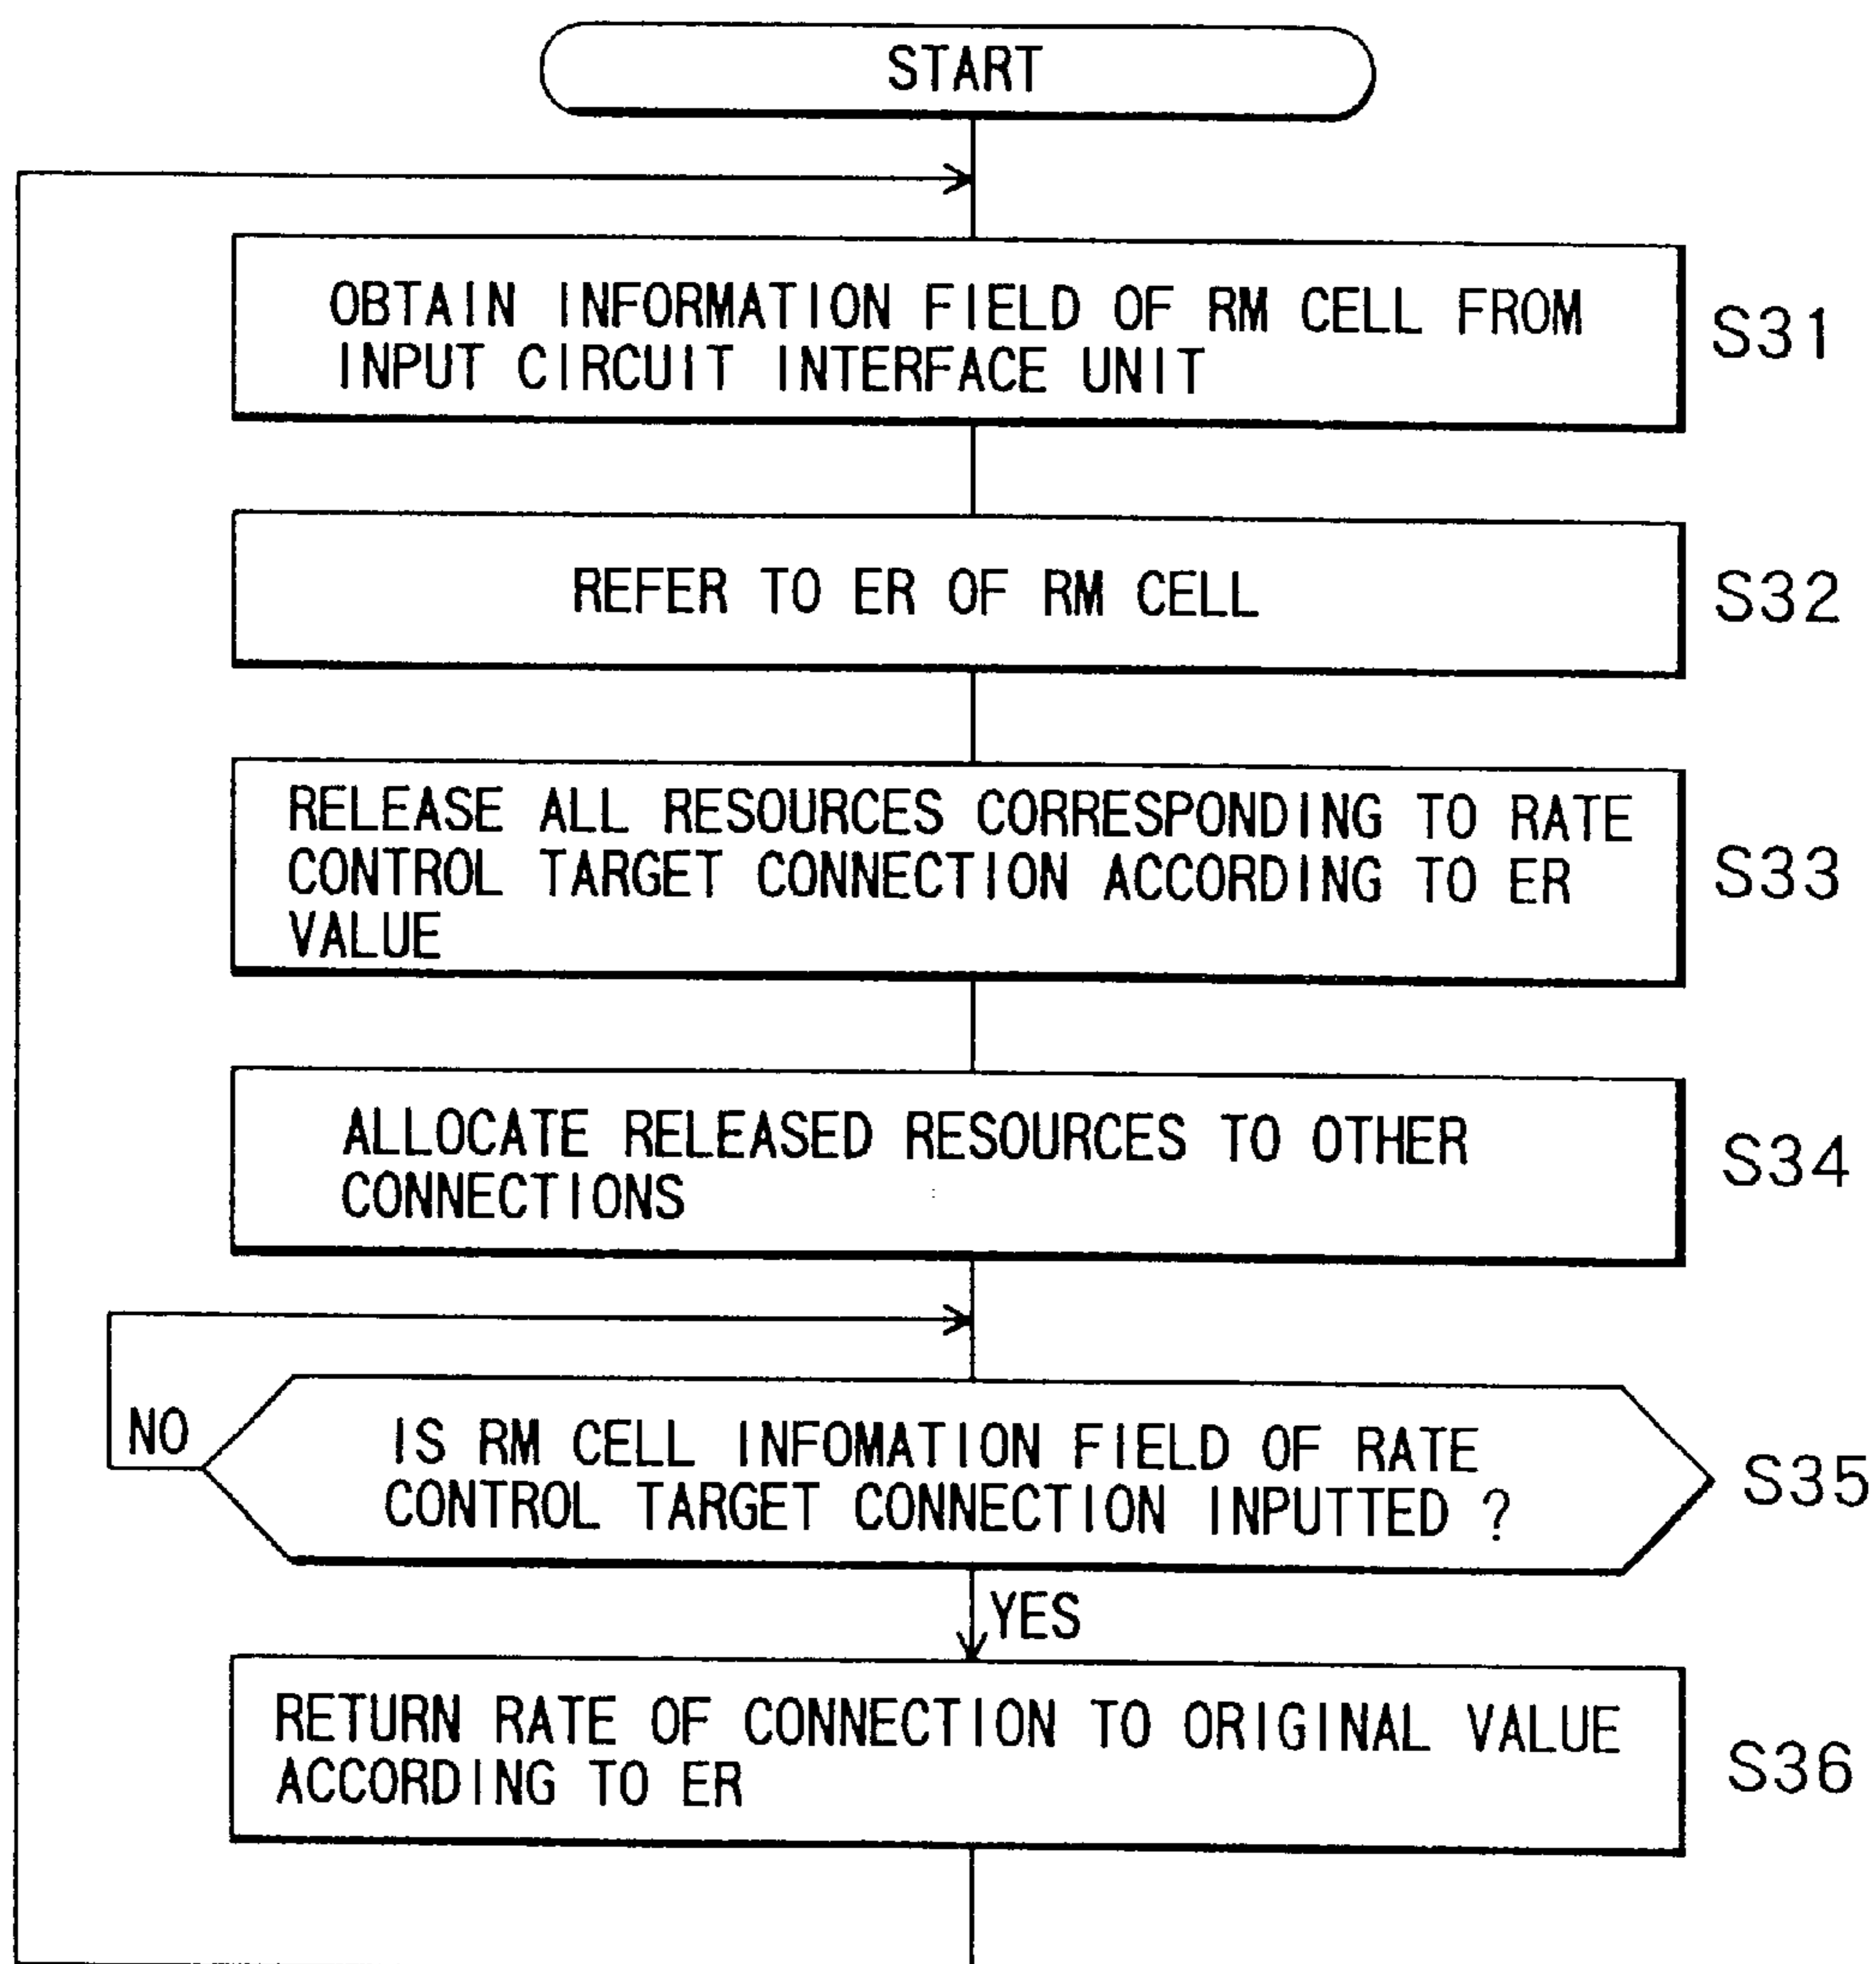 START
OBTAIN INFORMATION FIELD OF RM CELL FROM
INPUT CIRCUIT INTERFACE UNIT
S31
REFER TO ER OF RM CELL
S32
RELEASE ALL RESOURCES CORRESPONDING TO RATE
CONTROL TARGET CONNECTION ACCORDING TO ER
VALUE
S33
ALLOCATE RELEASED RESOURCES TO OTHER
CONNECTIONS
S34
NO
IS RM CELL INFOMATION FIELD OF RATE
CONTROL TARGET CONNECTION INPUTTED ?
S35
YES
RETURN RATE OF CONNECTION TO ORIGINAL VALUE
ACCORDING TO ER
S36